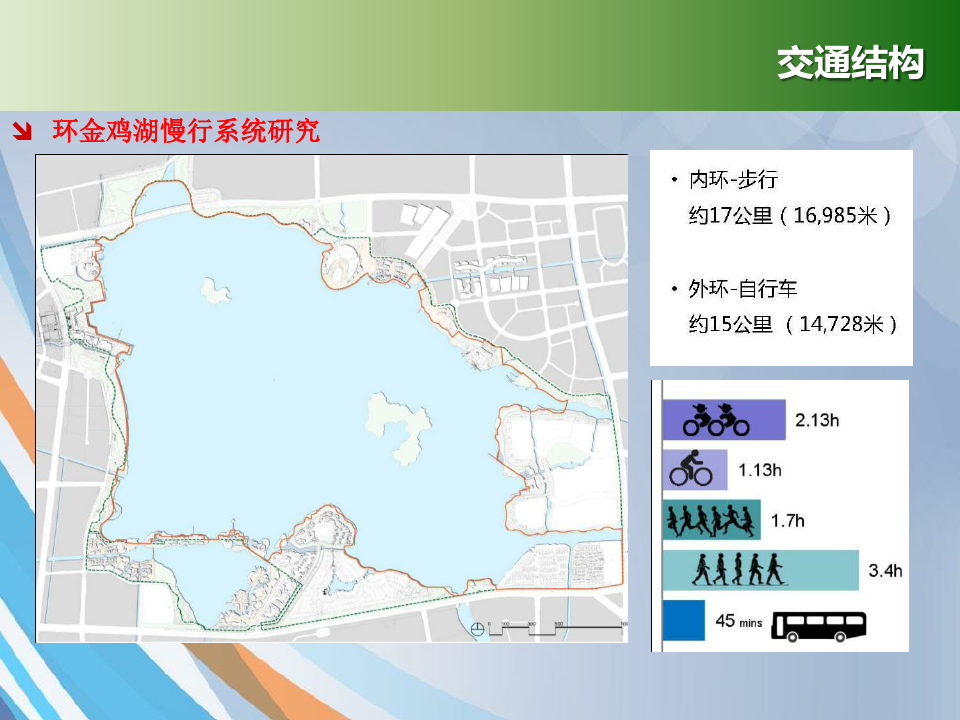 交通结构
环金鸡湖慢行系统研究
• 内环-步行
约17公里（16,985米）
• 外环-自行车
约15公里 （14,728米）
2.13h
1.13h
1.7h
3.4h
45 mins